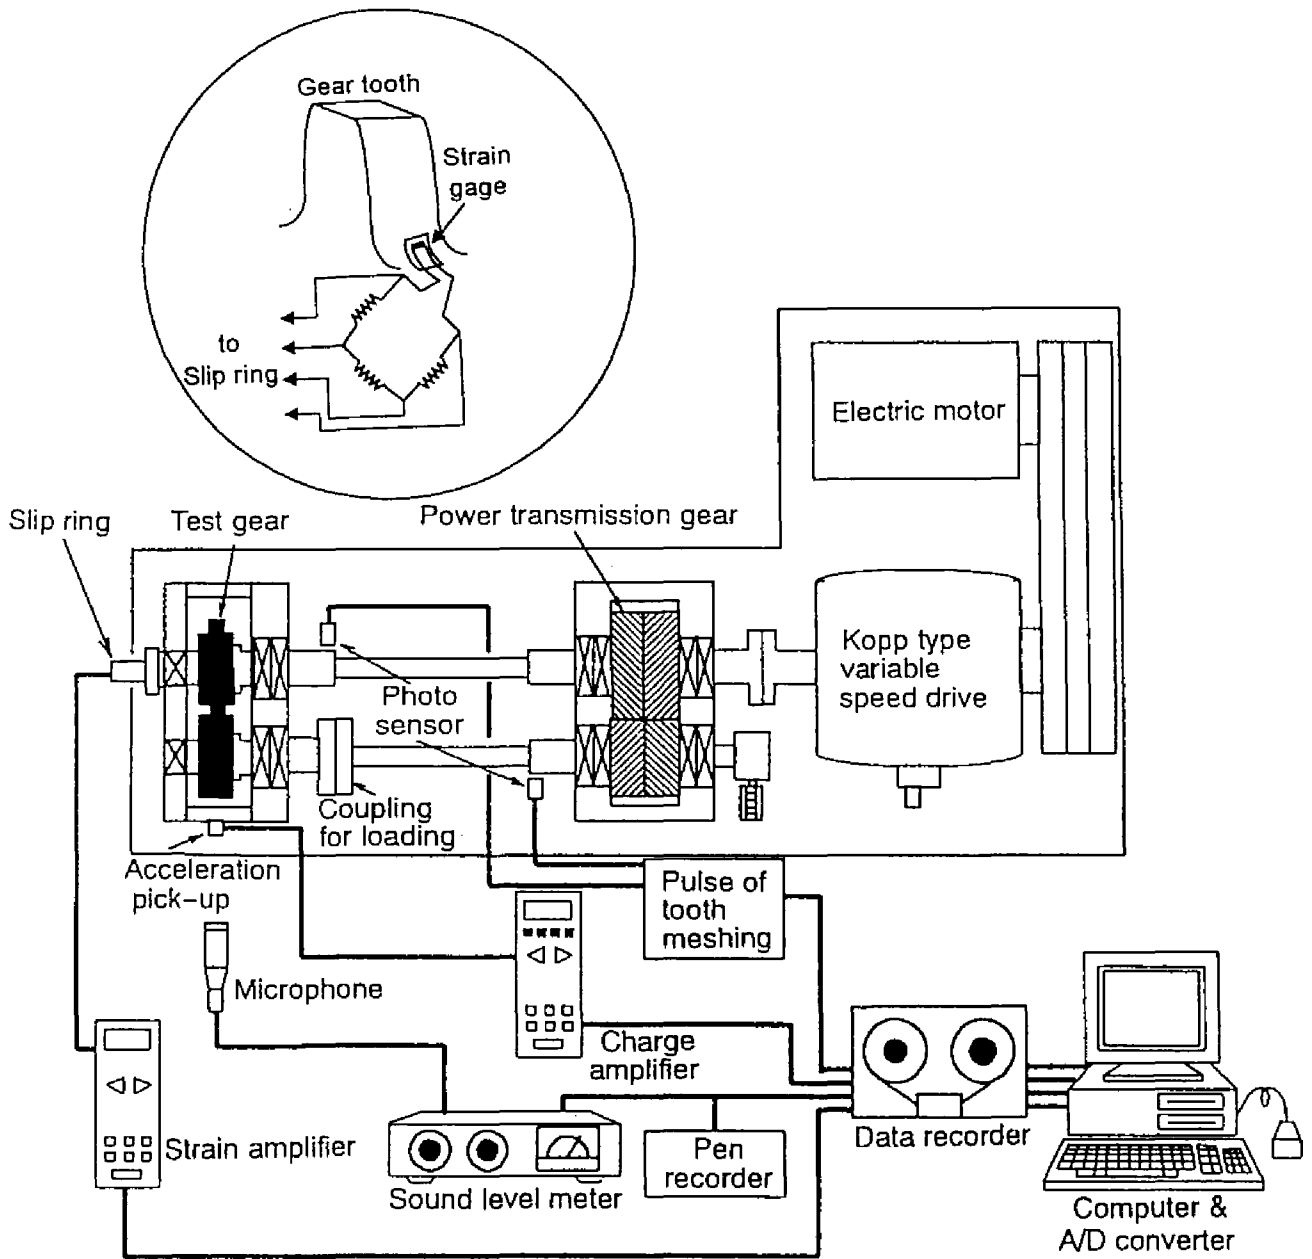 Gear tooth
Strain
gage
to
Slip ring
Electric motor
Slip ring
Test gear
Power transmission gear
Kopp type
variable
speed drive
Photo
sensor
Coupling
for loading
Acceleration
pick-up
Pulse of
tooth
meshing
Microphone
Charge
amplifier
Strain amplifier
Sound level meter
Pen
recorder
Data recorder
Computer &
A/D converter